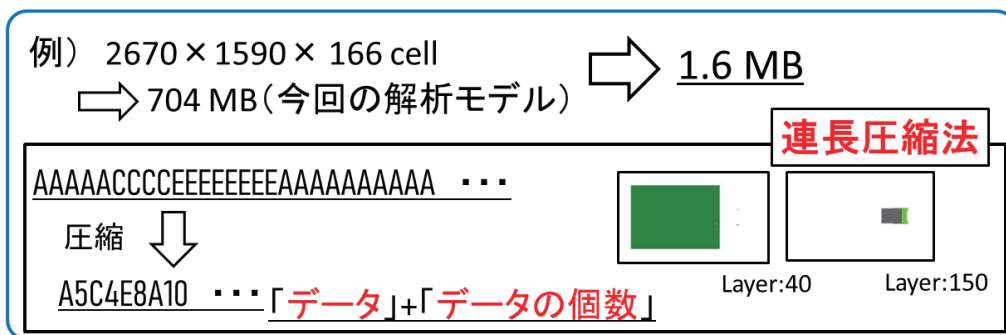 例） 2670×1590×166 cell
1.6 MB
704 MB（今回の解析モデル）
連長圧縮法
AAAAACCCCEEEEEEEEAAAAAAAAAA ･･･
圧縮
A5C4E8A10 ･･･「データ」+「データの個数」
Layer:40
Layer:150